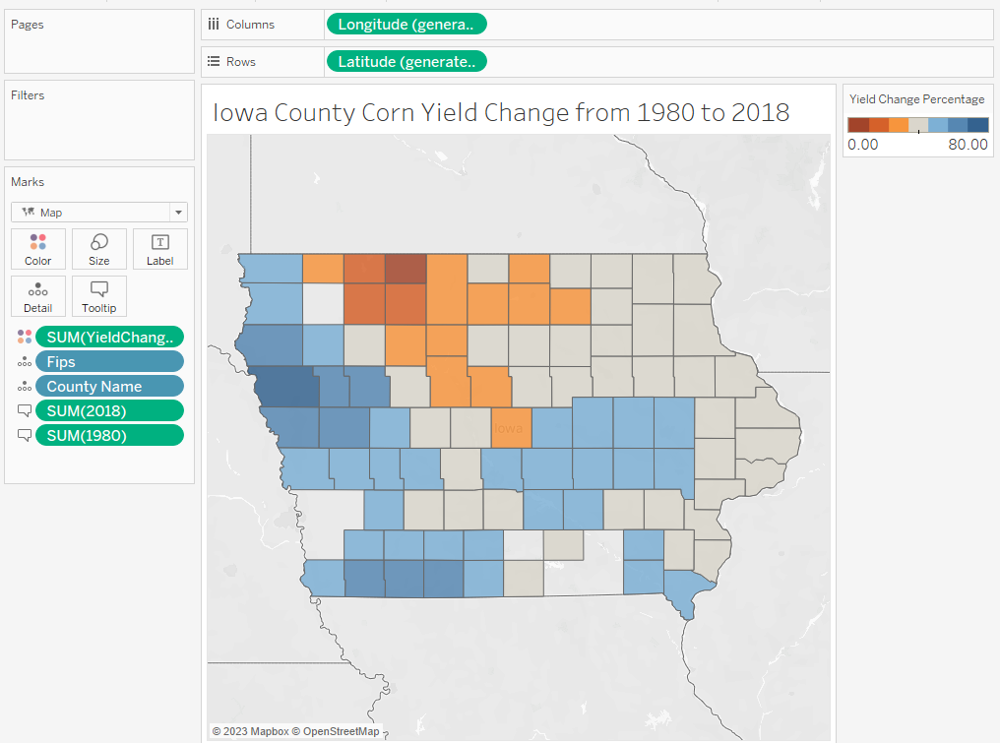 Pages
Columns
Longitude (genera..
Rows
Latitude (generate..
Filters
Iowa County Corn Yield Change from 1980 to 2018
Yield Change Percentage
0.00 80.00
Marks
Map
Color Size Label
Detail Tooltip
SUM(YieldChang..
Fips
County Name
SUM(2018)
SUM(1980)
Iowa
© 2023 Mapbox © OpenStreetMap